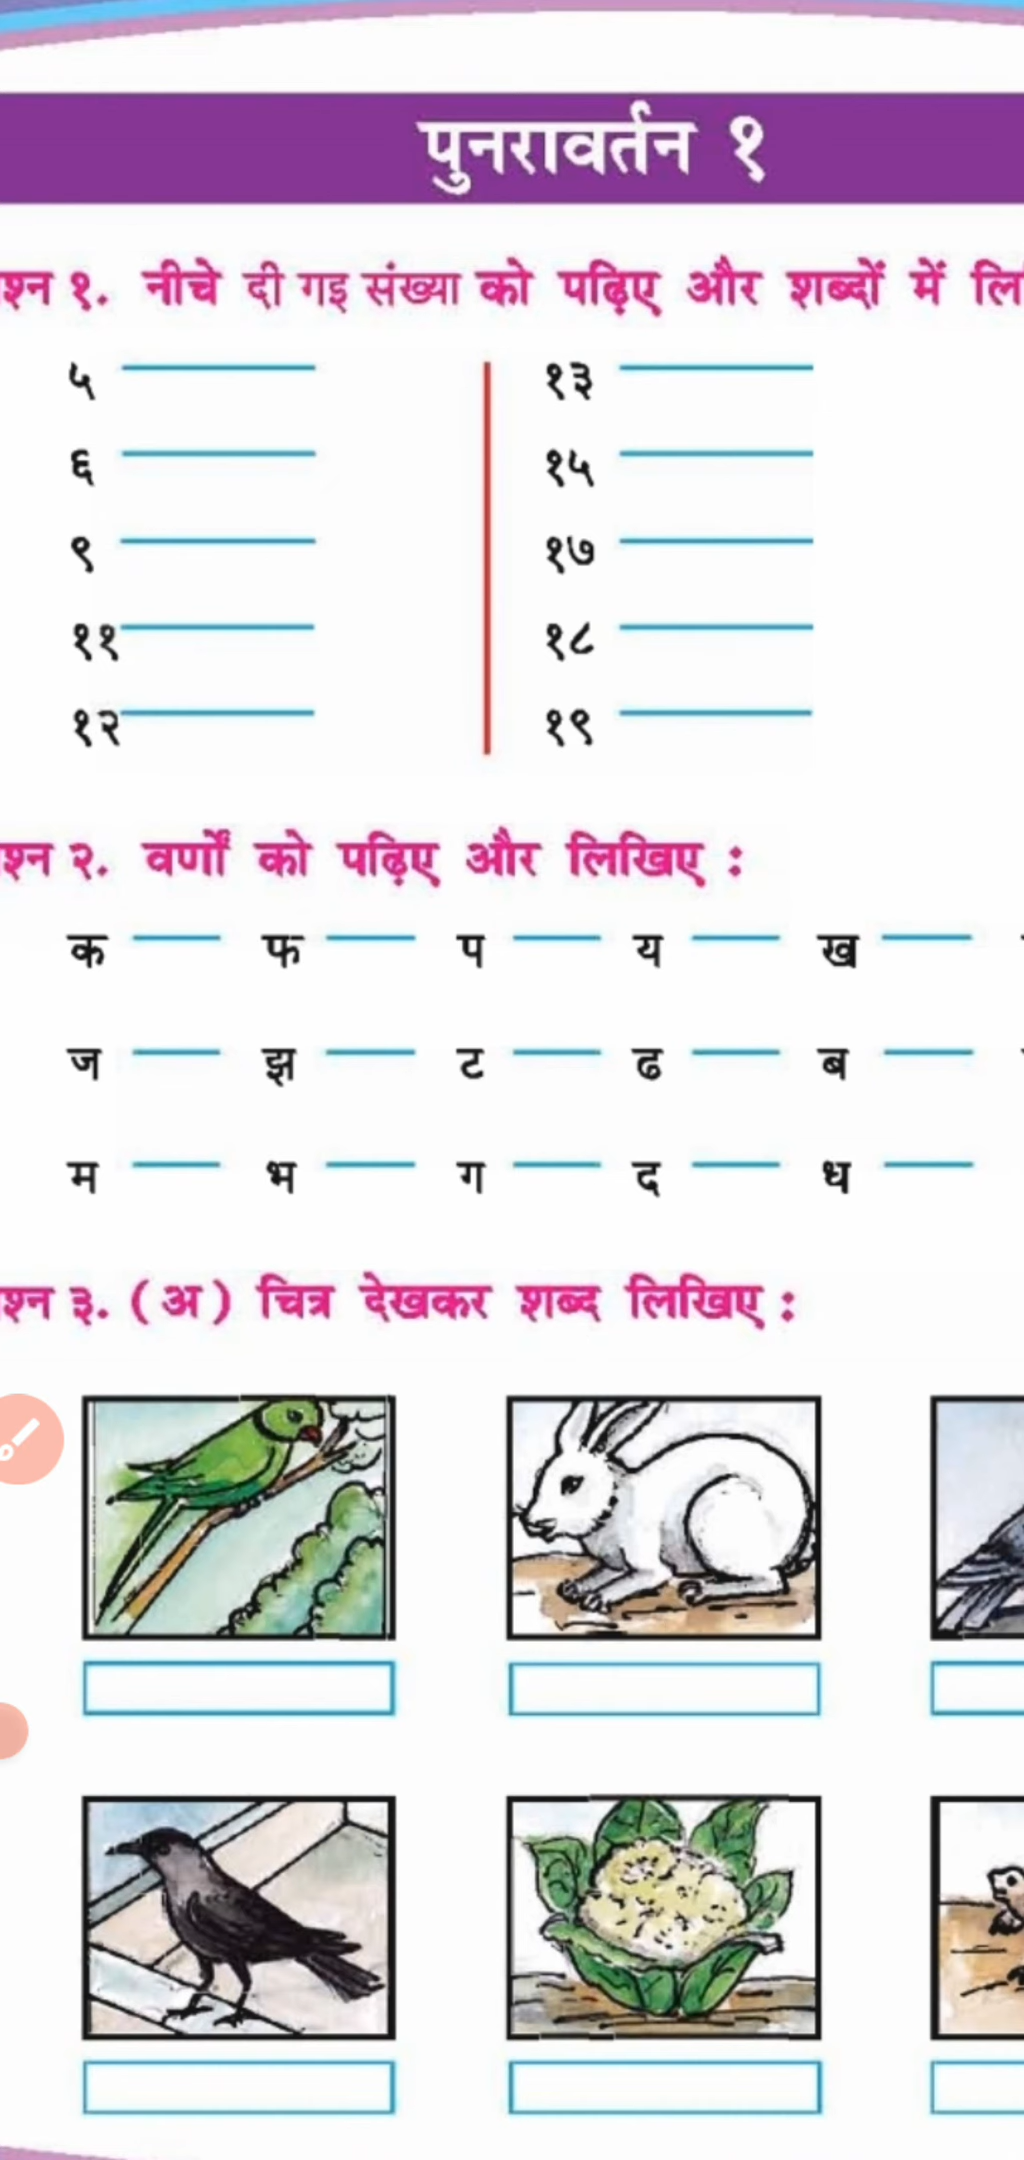 पुनरावर्तन १
श्न १. नीचे दी गइ संख्या को पढ़िए और शब्दों में लि
५ १३
६ १५
९ १७
११ १८
१२ १९
श्न २. वर्णों को पढ़िए और लिखिए :
क फ प य ख
ज झ ट ढ ब
म भ ग द ध
श्न ३. (अ) चित्र देखकर शब्द लिखिए :